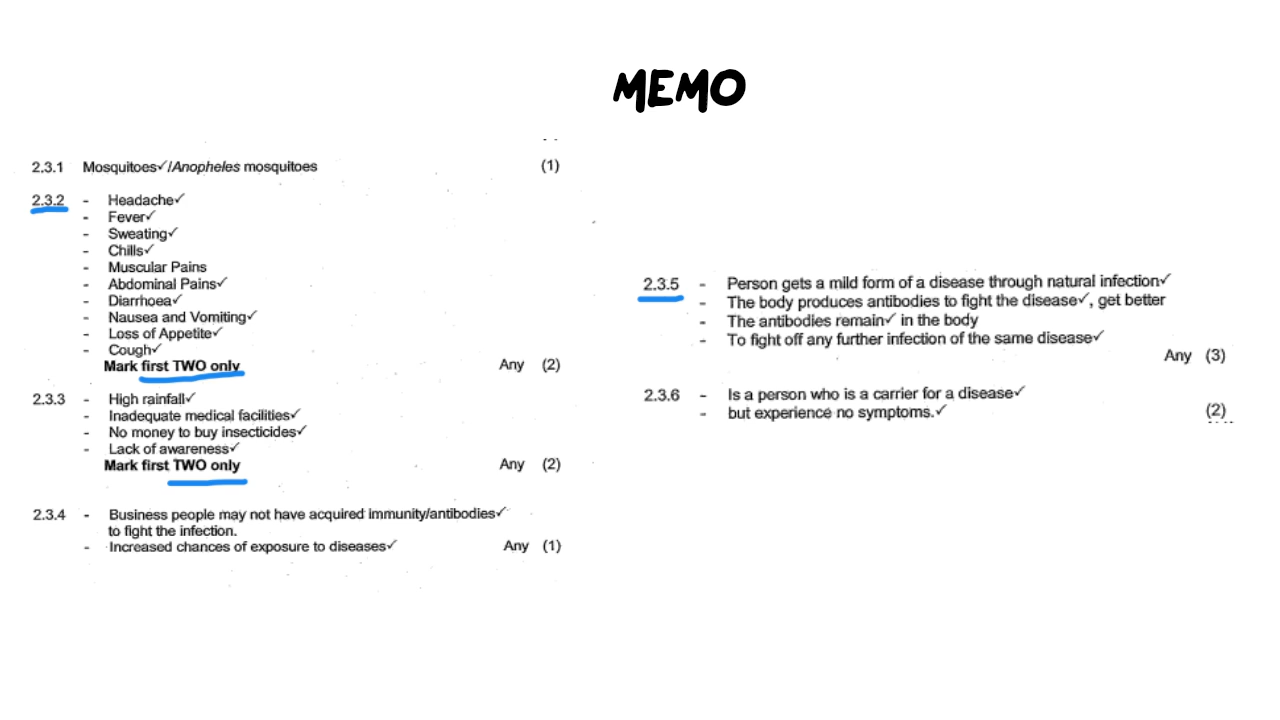 MEMO
2.3.1 Mosquitoes✓/Anopheles mosquitoes (1)
2.3.2 - Headache✓
- Fever✓
- Sweating✓
- Chills✓
- Muscular Pains
- Abdominal Pains✓
- Diarrhoea✓
- Nausea and Vomiting✓
- Loss of Appetite✓
- Cough✓
Mark first TWO only Any (2)
2.3.3 - High rainfall✓
- Inadequate medical facilities✓
- No money to buy insecticides✓
- Lack of awareness✓
Mark first TWO only Any (2)
2.3.4 - Business people may not have acquired immunity/antibodies✓
to fight the infection.
- Increased chances of exposure to diseases✓ Any (1)
2.3.5 - Person gets a mild form of a disease through natural infection✓
- The body produces antibodies to fight the disease✓, get better
- The antibodies remain✓ in the body
- To fight off any further infection of the same disease✓
Any (3)
2.3.6 - Is a person who is a carrier for a disease✓
- but experience no symptoms.✓ (2)